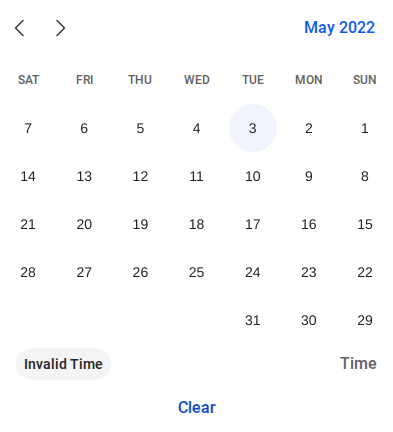 May 2022
SAT FRI THU WED TUE MON SUN
7 6 5 4 3 2 1
14 13 12 11 10 9 8
21 20 19 18 17 16 15
28 27 26 25 24 23 22
31 30 29
Invalid Time Time
Clear